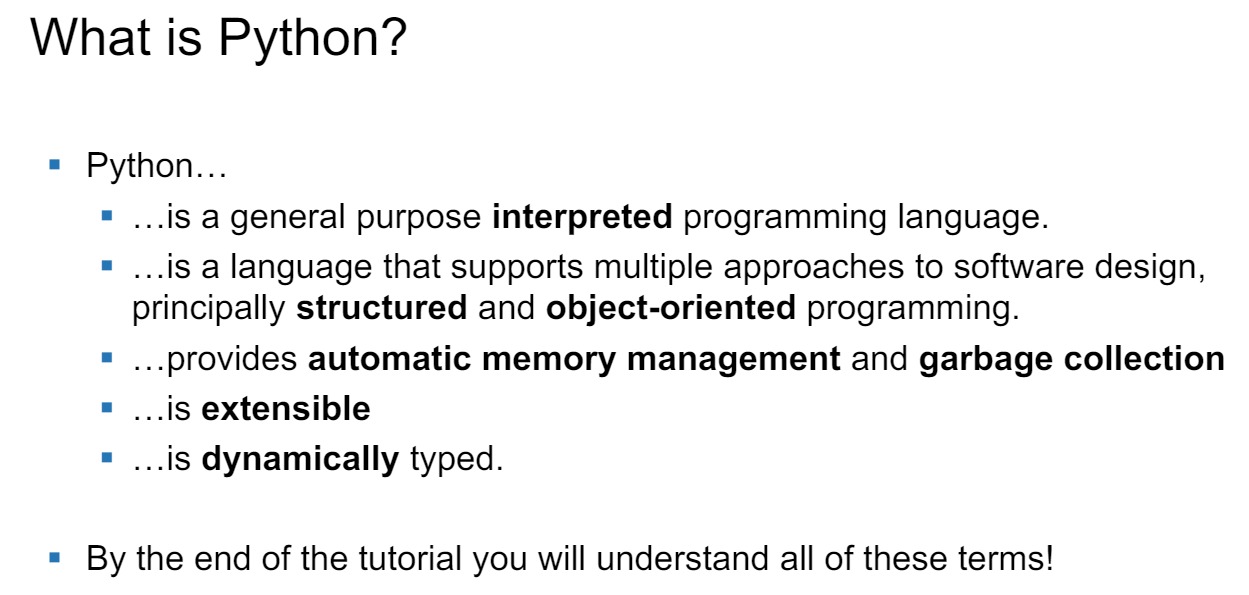 What is Python?
Python…
…is a general purpose interpreted programming language.
…is a language that supports multiple approaches to software design,
principally structured and object-oriented programming.
…provides automatic memory management and garbage collection
…is extensible
…is dynamically typed.
By the end of the tutorial you will understand all of these terms!